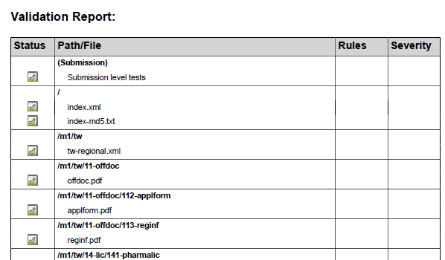 Validation Report:
Status Path/File Rules Severity
(Submission)
Submission level tests
/
index.xml
index-md5.txt
/m1/tw
tw-regional.xml
/m1/tw/11-offdoc
offdoc.pdf
/m1/tw/11-offdoc/112-applform
applform.pdf
/m1/tw/11-offdoc/113-reginf
reginf.pdf
/m1/tw/14-lic/141-pharmalic